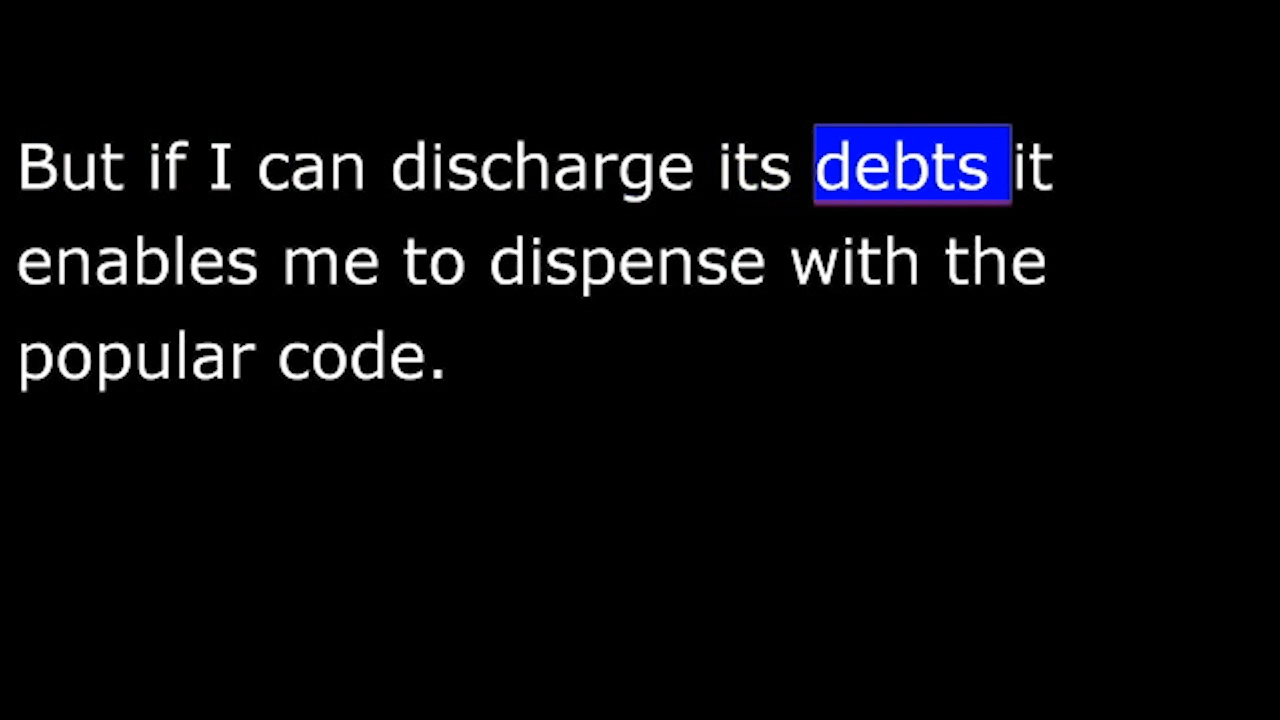 But if I can discharge its debts it
enables me to dispense with the
popular code.